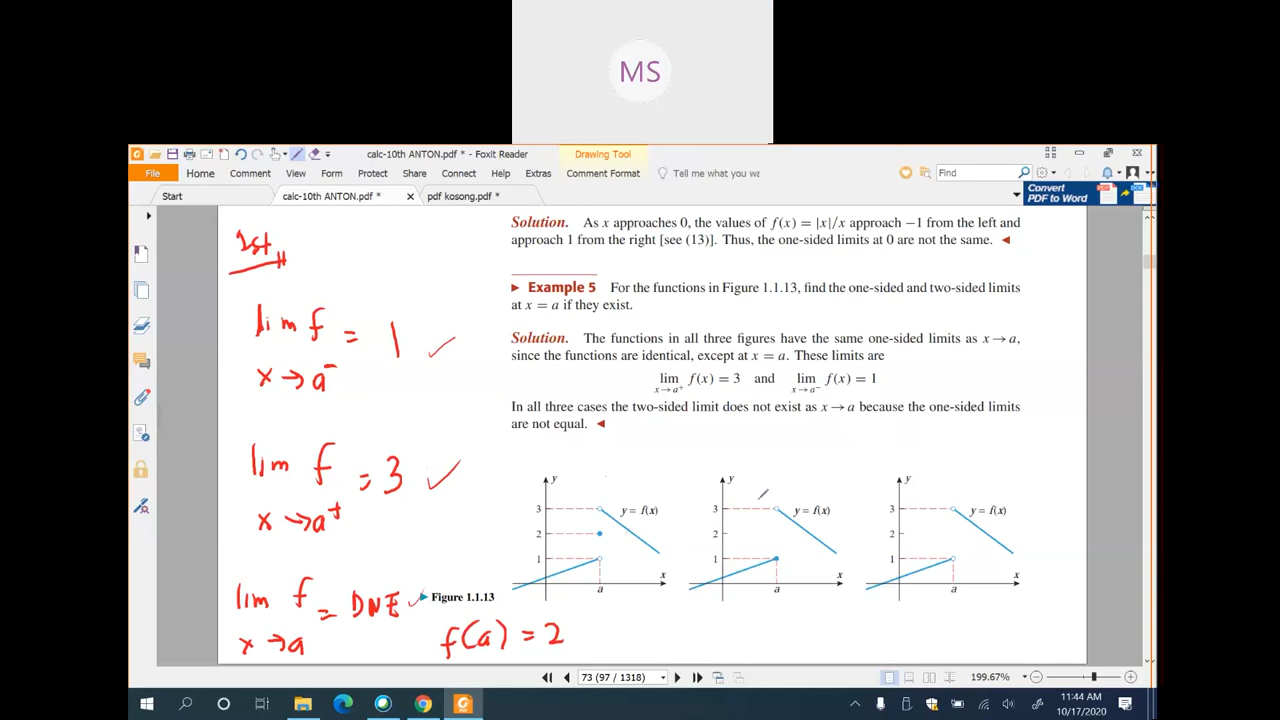 MS
calc-10th ANTON.pdf * - Foxit Reader
Drawing Tool
File
Home
Comment
View
Form
Protect
Share
Connect
Help
Extras
Comment Format
Tell me what you wa
Find
Start
calc-10th ANTON.pdf *
pdf kosong.pdf *
Convert
PDF to Word
Solution. As x approaches 0, the values of f(x) = |x|/x approach −1 from the left and
approach 1 from the right [see (13)]. Thus, the one-sided limits at 0 are not the same.
Example 5 For the functions in Figure 1.1.13, find the one-sided and two-sided limits
at x = a if they exist.
Solution. The functions in all three figures have the same one-sided limits as x → a,
since the functions are identical, except at x = a. These limits are
lim f(x) = 3 and lim f(x) = 1
x → a⁺ x → a⁻
In all three cases the two-sided limit does not exist as x → a because the one-sided limits
are not equal.
1st
lim f = 1
x → a⁻
lim f = 3
x → a⁺
lim f = DNE
x → a
f(a) = 2
y
3
2
1
y = f(x)
x
a
y
3
2
1
y = f(x)
x
a
y
3
2
1
y = f(x)
x
a
Figure 1.1.13
73 (97 / 1318)
199.67%
11:44 AM
10/17/2020